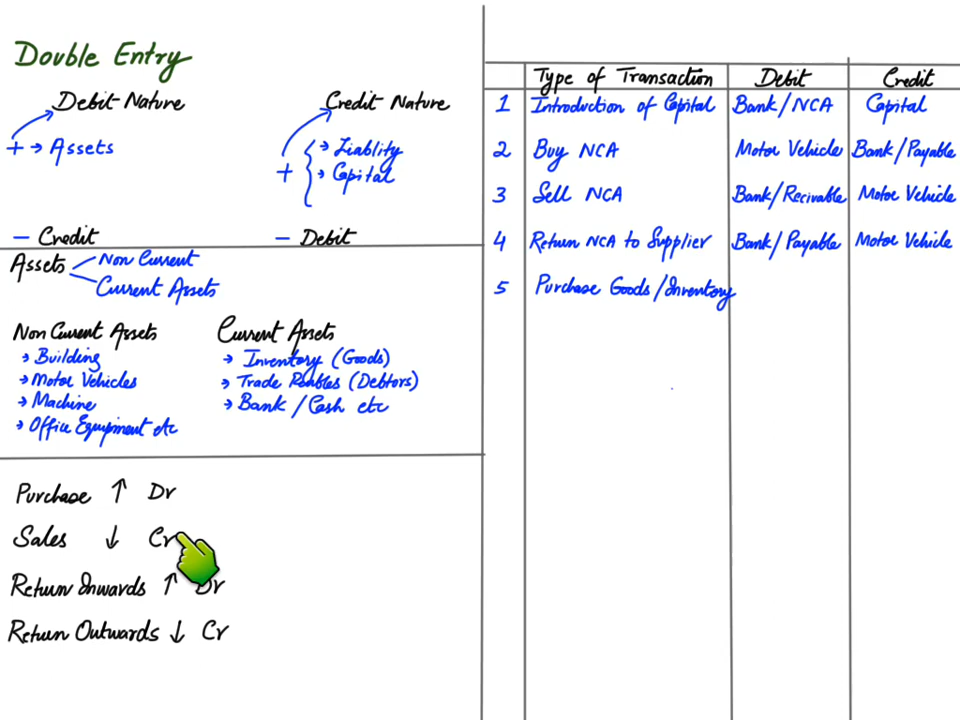 Double Entry
Debit Nature
Credit Nature
+ → Assets
+ → Liablity
→ Capital
− Credit
− Debit
Assets
Non Current
Current Assets
Non Current Assets
→ Building
→ Motor Vehicles
→ Machine
→ Office Equipment etc
Current Assets
→ Inventory (Goods)
→ Trade (Debtors)
→ Bank / Cash etc
Purchase ↑ Dr
Sales ↓ Cr
Return Inwards ↑ Dr
Return Outwards ↓ Cr
Type of Transaction Debit Credit
1 Introduction of Capital Bank/NCA Capital
2 Buy NCA Motor Vehicle Bank/Payable
3 Sell NCA Bank/Recivable Motor Vehicle
4 Return NCA to Supplier Bank/Payable Motor Vehicle
5 Purchase Goods/Inventory